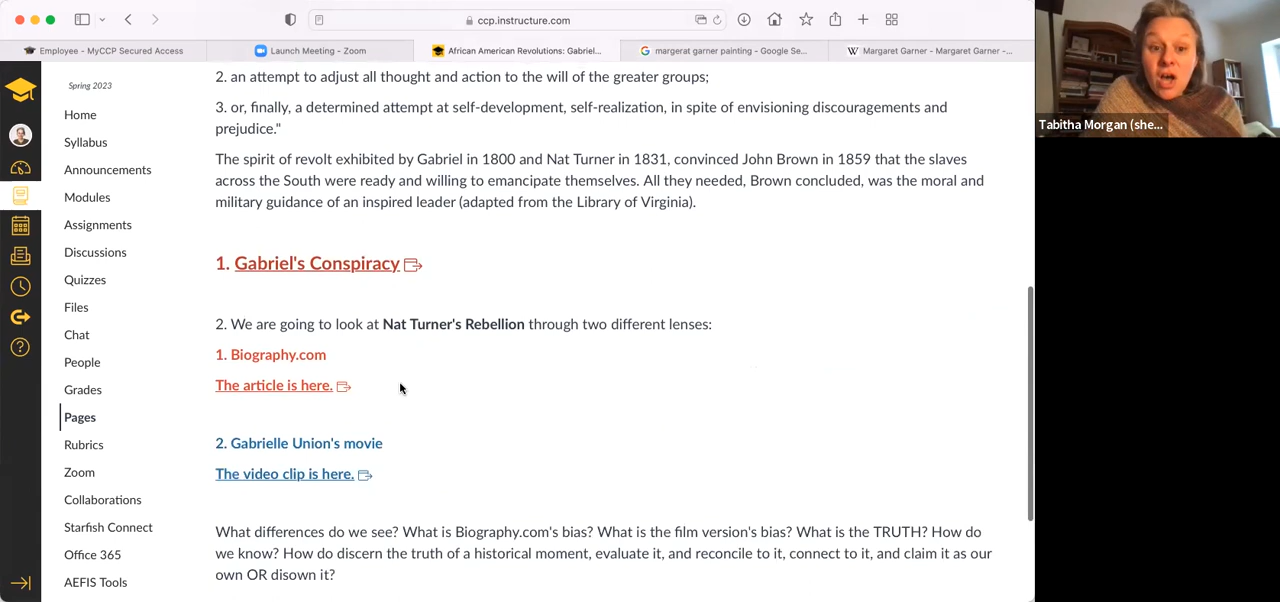 ccp.instructure.com
Employee - MyCCP Secured Access
Launch Meeting - Zoom
African American Revolutions: Gabriel...
margerat garner painting - Google Se...
Margaret Garner - Margaret Garner -...
Tabitha Morgan (she...
Spring 2023
Home
Syllabus
Announcements
Modules
Assignments
Discussions
Quizzes
Files
Chat
People
Grades
Pages
Rubrics
Zoom
Collaborations
Starfish Connect
Office 365
AEFIS Tools
2. an attempt to adjust all thought and action to the will of the greater groups;
3. or, finally, a determined attempt at self-development, self-realization, in spite of envisioning discouragements and
prejudice."
The spirit of revolt exhibited by Gabriel in 1800 and Nat Turner in 1831, convinced John Brown in 1859 that the slaves
across the South were ready and willing to emancipate themselves. All they needed, Brown concluded, was the moral and
military guidance of an inspired leader (adapted from the Library of Virginia).
1. Gabriel's Conspiracy
2. We are going to look at Nat Turner's Rebellion through two different lenses:
1. Biography.com
The article is here.
2. Gabrielle Union's movie
The video clip is here.
What differences do we see? What is Biography.com's bias? What is the film version's bias? What is the TRUTH? How do
we know? How do discern the truth of a historical moment, evaluate it, and reconcile to it, connect to it, and claim it as our
own OR disown it?